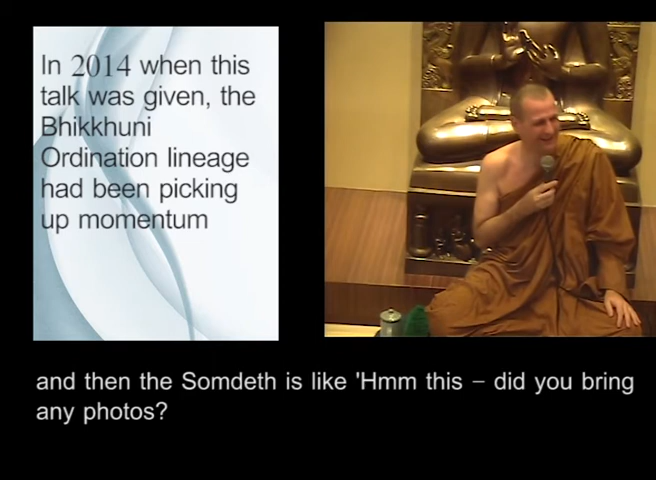 In 2014 when this
talk was given, the
Bhikkhuni
Ordination lineage
had been picking
up momentum
and then the Somdeth is like 'Hmm this – did you bring
any photos?